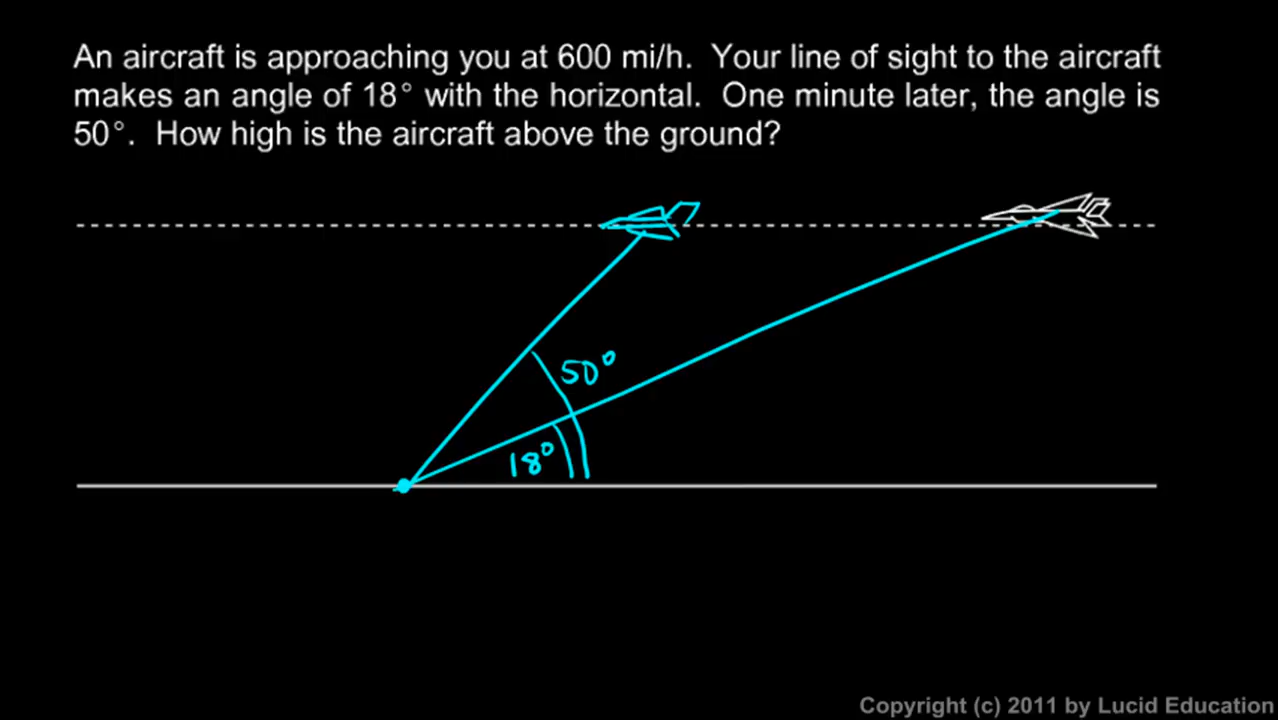 An aircraft is approaching you at 600 mi/h. Your line of sight to the aircraft
makes an angle of 18° with the horizontal. One minute later, the angle is
50°. How high is the aircraft above the ground?
50°
18°
Copyright (c) 2011 by Lucid Education